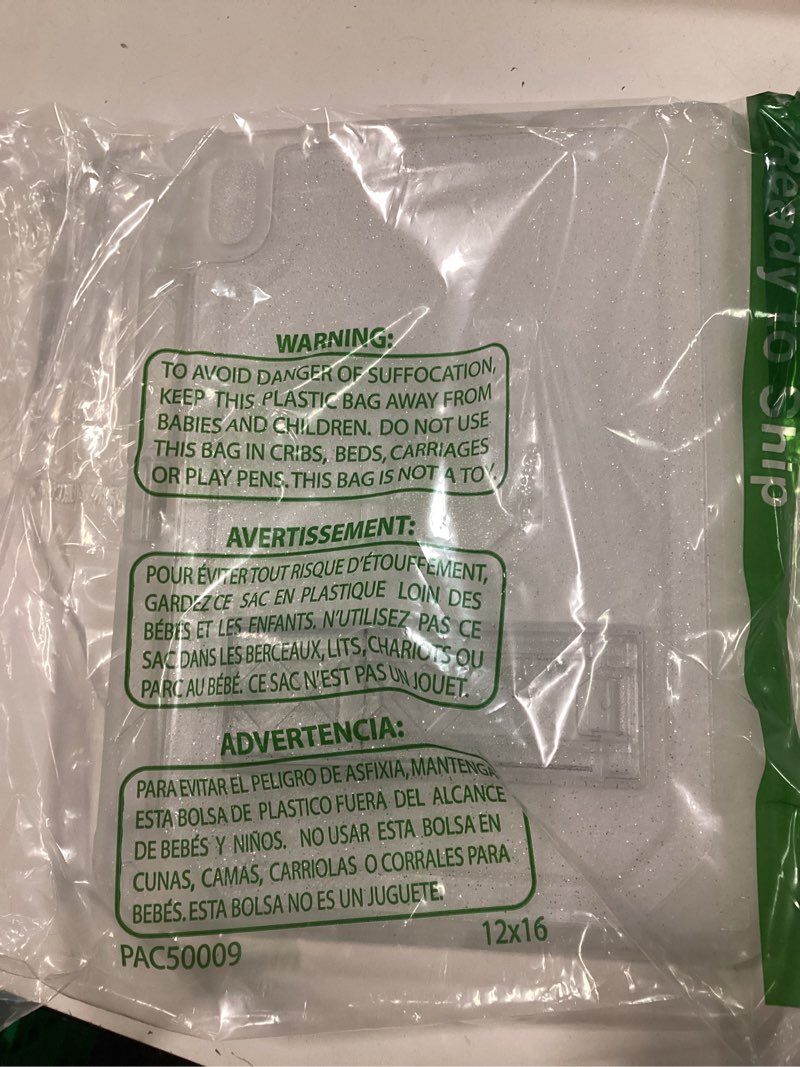 WARNING:
TO AVOID DANGER OF SUFFOCATION,
KEEP THIS PLASTIC BAG AWAY FROM
BABIES AND CHILDREN. DO NOT USE
THIS BAG IN CRIBS, BEDS, CARRIAGES
OR PLAY PENS. THIS BAG IS NOT A TOY.
AVERTISSEMENT:
POUR ÉVITER TOUT RISQUE D'ÉTOUFFEMENT,
GARDEZ CE SAC EN PLASTIQUE LOIN DES
BÉBÉS ET LES ENFANTS. N'UTILISEZ PAS CE
SAC DANS LES BERCEAUX, LITS, CHARIOTS OU
PARC AU BÉBÉ. CE SAC N'EST PAS UN JOUET.
ADVERTENCIA:
PARA EVITAR EL PELIGRO DE ASFIXIA, MANTENGA
ESTA BOLSA DE PLASTICO FUERA DEL ALCANCE
DE BEBÉS Y NIÑOS. NO USAR ESTA BOLSA EN
CUNAS, CAMAS, CARRIOLAS O CORRALES PARA
BEBÉS. ESTA BOLSA NO ES UN JUGUETE.
PAC50009
12x16
Ready To Ship